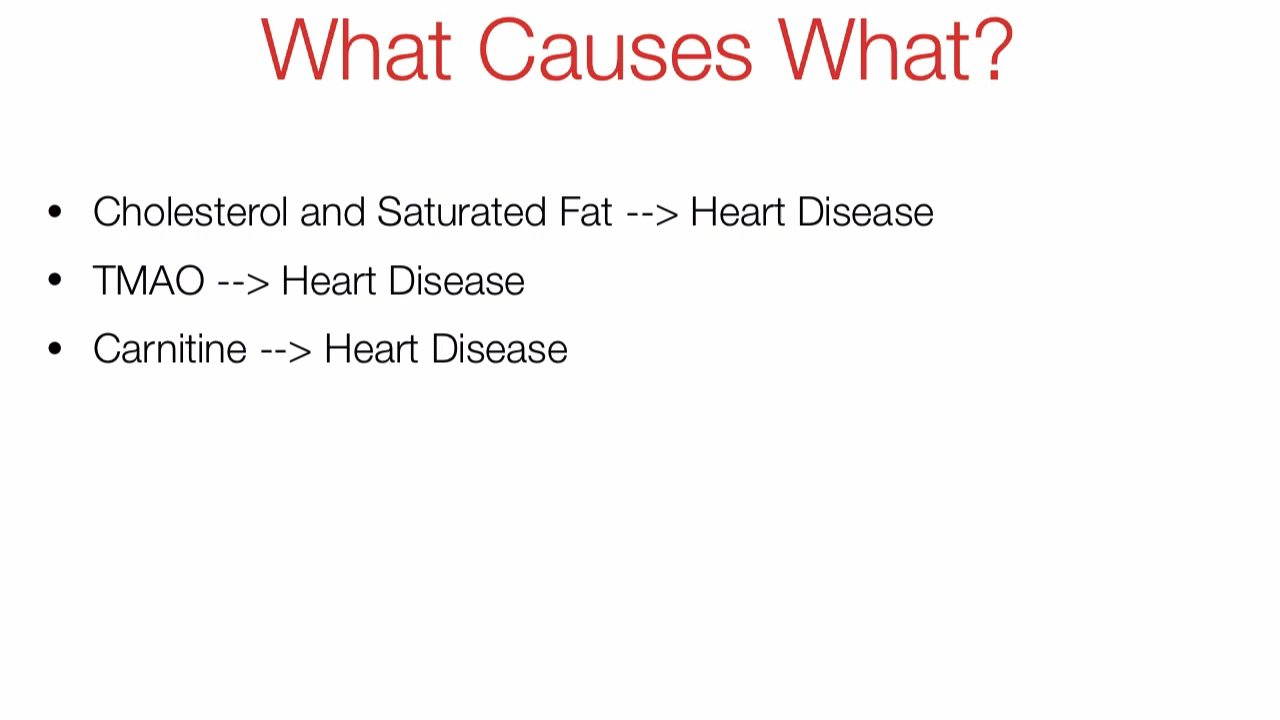 What Causes What?
• Cholesterol and Saturated Fat --> Heart Disease
• TMAO --> Heart Disease
• Carnitine --> Heart Disease